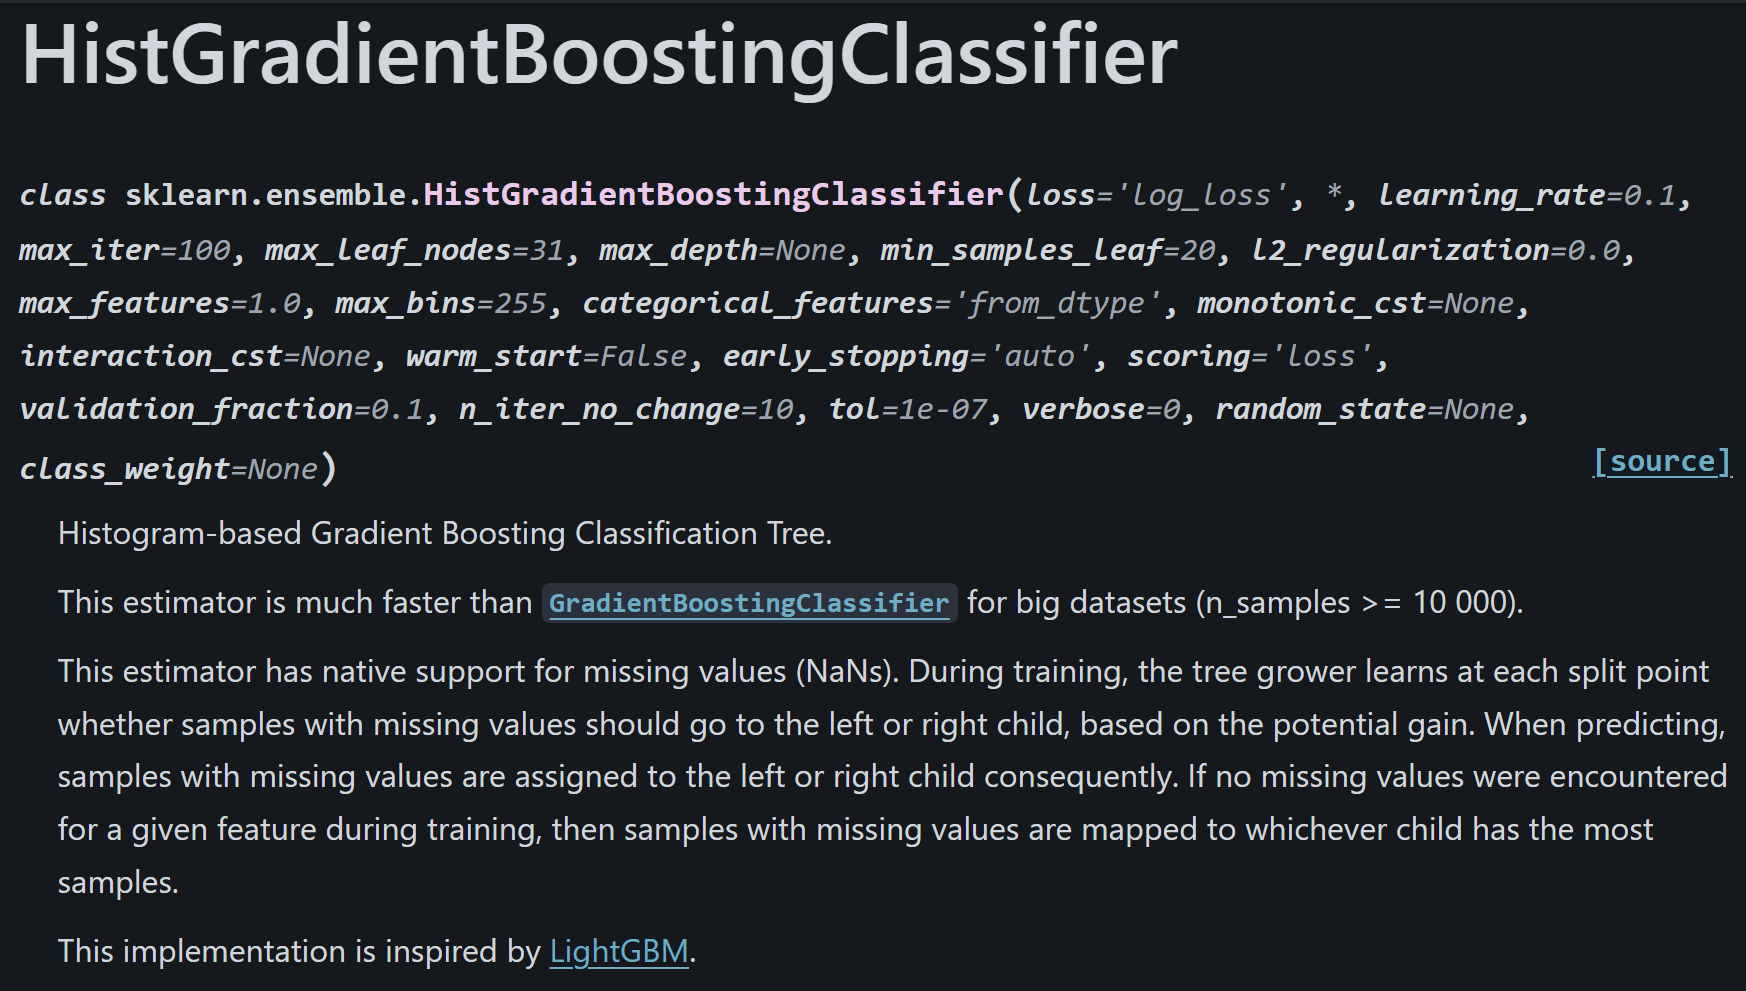 HistGradientBoostingClassifier
class sklearn.ensemble.HistGradientBoostingClassifier(loss='log_loss', *, learning_rate=0.1,
max_iter=100, max_leaf_nodes=31, max_depth=None, min_samples_leaf=20, l2_regularization=0.0,
max_features=1.0, max_bins=255, categorical_features='from_dtype', monotonic_cst=None,
interaction_cst=None, warm_start=False, early_stopping='auto', scoring='loss',
validation_fraction=0.1, n_iter_no_change=10, tol=1e-07, verbose=0, random_state=None,
class_weight=None) [source]
Histogram-based Gradient Boosting Classification Tree.
This estimator is much faster than GradientBoostingClassifier for big datasets (n_samples >= 10 000).
This estimator has native support for missing values (NaNs). During training, the tree grower learns at each split point
whether samples with missing values should go to the left or right child, based on the potential gain. When predicting,
samples with missing values are assigned to the left or right child consequently. If no missing values were encountered
for a given feature during training, then samples with missing values are mapped to whichever child has the most
samples.
This implementation is inspired by LightGBM.